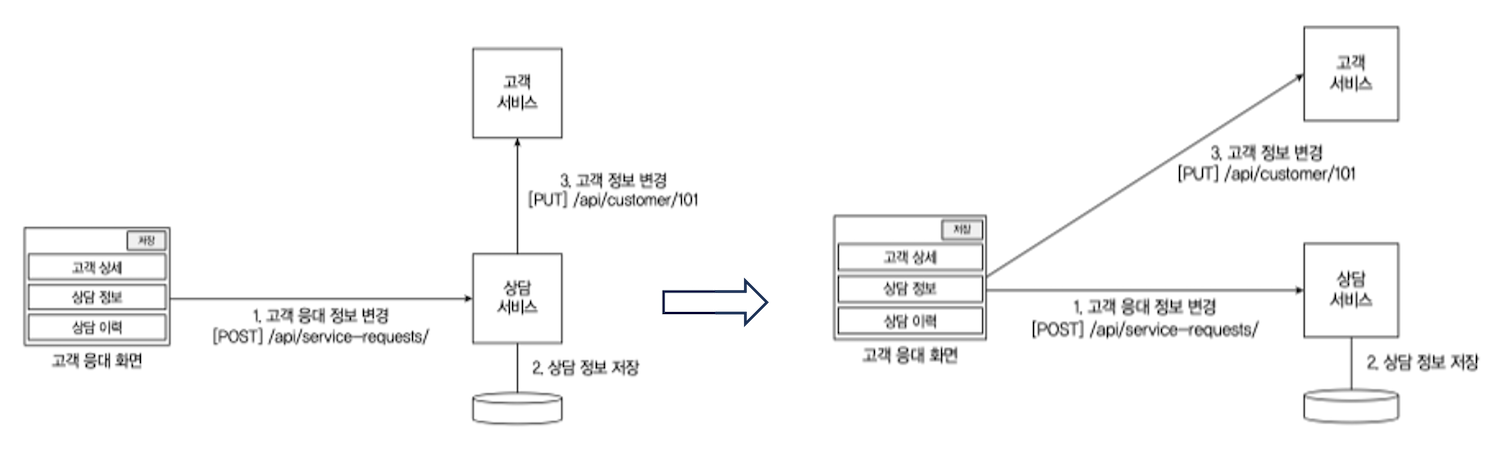 고객
서비스
3. 고객 정보 변경
[PUT] /api/customer/101
저장
고객 상세
상담 정보
상담 이력
고객 응대 화면
1. 고객 응대 정보 변경
[POST] /api/service-requests/
상담
서비스
2. 상담 정보 저장
고객
서비스
3. 고객 정보 변경
[PUT] /api/customer/101
저장
고객 상세
상담 정보
상담 이력
고객 응대 화면
1. 고객 응대 정보 변경
[POST] /api/service-requests/
상담
서비스
2. 상담 정보 저장